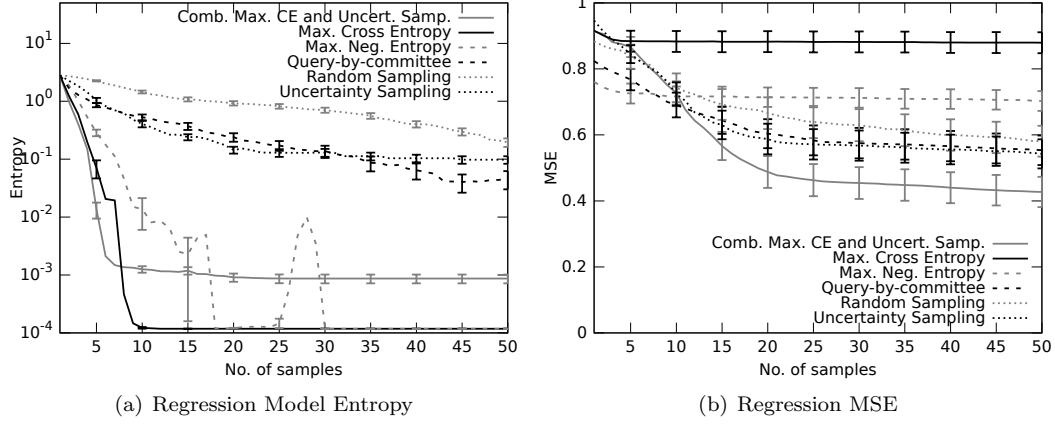 Comb. Max. CE and Uncert. Samp.
Max. Cross Entropy
Max. Neg. Entropy
Query-by-committee
Random Sampling
Uncertainty Sampling
Entropy
10^1
10^0
10^-1
10^-2
10^-3
10^-4
5 10 15 20 25 30 35 40 45 50
No. of samples
(a) Regression Model Entropy
MSE
1
0.8
0.6
0.4
0.2
0
Comb. Max. CE and Uncert. Samp.
Max. Cross Entropy
Max. Neg. Entropy
Query-by-committee
Random Sampling
Uncertainty Sampling
5 10 15 20 25 30 35 40 45 50
No. of samples
(b) Regression MSE